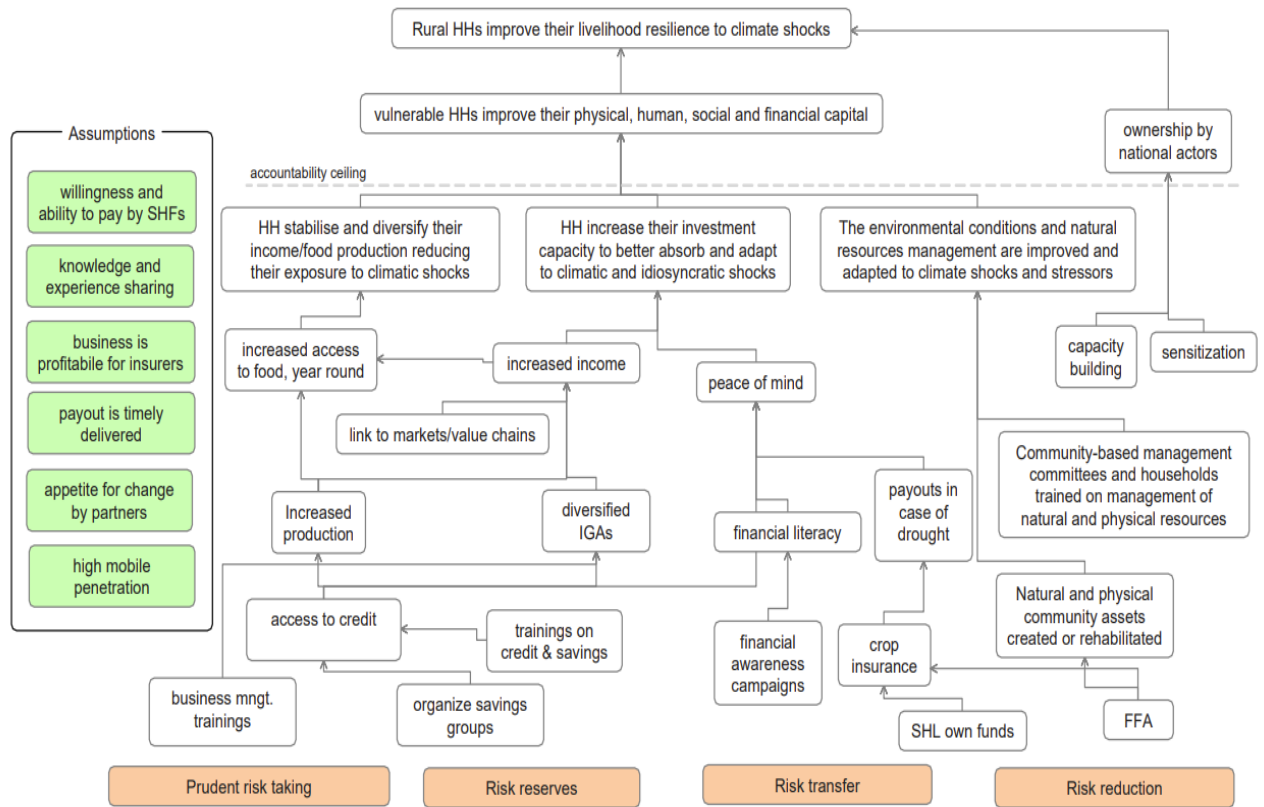 Rural HHs improve their livelihood resilience to climate shocks
vulnerable HHs improve their physical, human, social and financial capital
ownership by
national actors
accountability ceiling
Assumptions
willingness and
ability to pay by SHFs
knowledge and
experience sharing
business is
profitabile for insurers
payout is timely
delivered
appetite for change
by partners
high mobile
penetration
HH stabilise and diversify their
income/food production reducing
their exposure to climatic shocks
HH increase their investment
capacity to better absorb and adapt
to climatic and idiosyncratic shocks
The environmental conditions and natural
resources management are improved and
adapted to climate shocks and stressors
increased access
to food, year round
increased income
peace of mind
capacity
building
sensitization
link to markets/value chains
Community-based management
committees and households
trained on management of
natural and physical resources
Increased
production
diversified
IGAs
financial literacy
payouts in
case of
drought
access to credit
trainings on
credit & savings
financial
awareness
campaigns
crop
insurance
Natural and physical
community assets
created or rehabilitated
business mngt.
trainings
organize savings
groups
SHL own funds
FFA
Prudent risk taking
Risk reserves
Risk transfer
Risk reduction